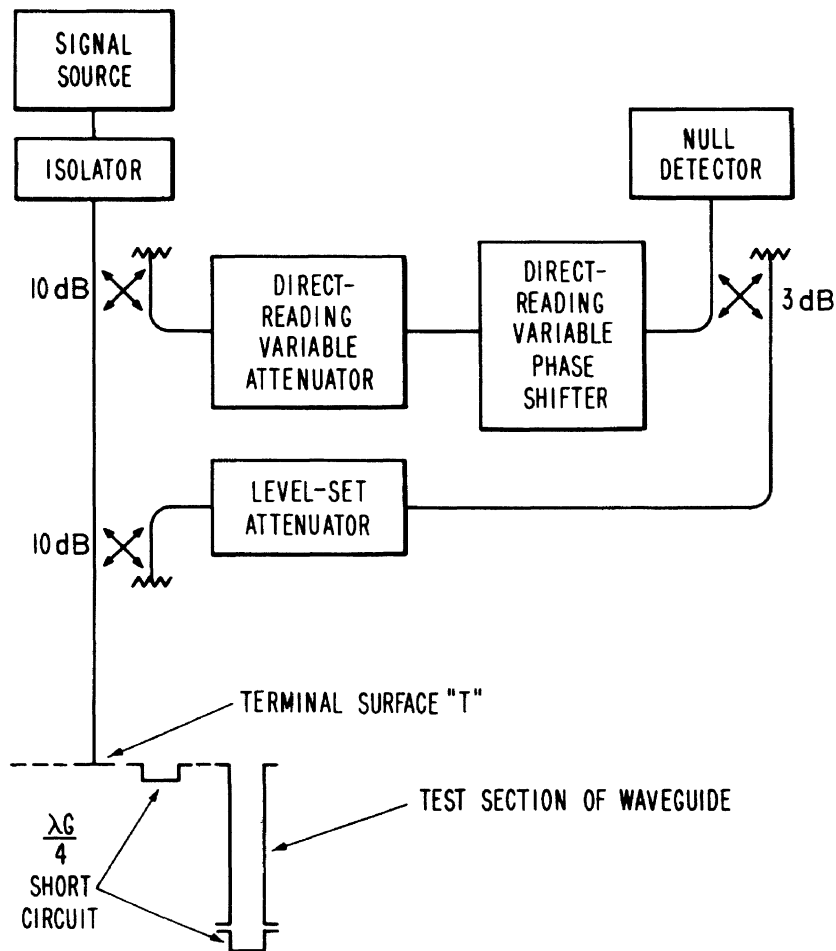 SIGNAL
SOURCE
ISOLATOR
NULL
DETECTOR
10 dB
DIRECT-
READING
VARIABLE
ATTENUATOR
DIRECT-
READING
VARIABLE
PHASE
SHIFTER
3 dB
LEVEL-SET
ATTENUATOR
10 dB
TERMINAL SURFACE "T"
TEST SECTION OF WAVEGUIDE
λG
4
SHORT
CIRCUIT